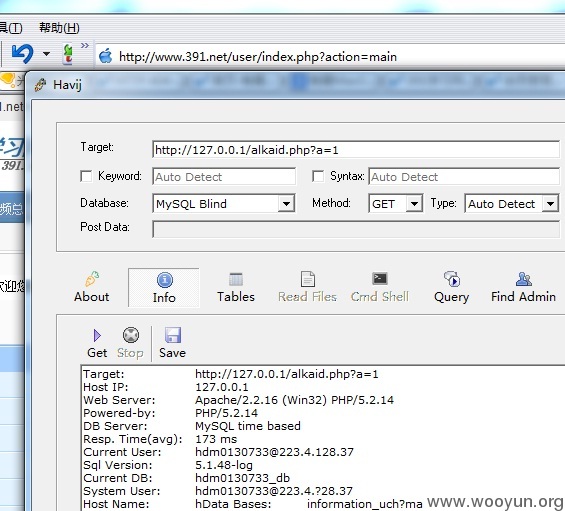 具(T) 帮助(H)
http://www.391.net/user/index.php?action=main
Havij
.net
学习
391.
Target: http://127.0.0.1/alkaid.php?a=1
Keyword: Auto Detect Syntax: Auto Detect
频总
Database: MySQL Blind Method: GET Type: Auto Detect
Post Data:
欢迎您
About Info Tables Read Files Cmd Shell Query Find Admin
Get Stop Save
Target: http://127.0.0.1/alkaid.php?a=1
Host IP: 127.0.0.1
Web Server: Apache/2.2.16 (Win32) PHP/5.2.14
Powered-by: PHP/5.2.14
DB Server: MySQL time based
Resp. Time(avg): 173 ms
Current User: hdm0130733@223.4.128.37
Sql Version: 5.1.48-log
Current DB: hdm0130733_db
System User: hdm0130733@223.4.?28.37
Host Name: hData Bases: information_uch?ma
www.wooyun.org